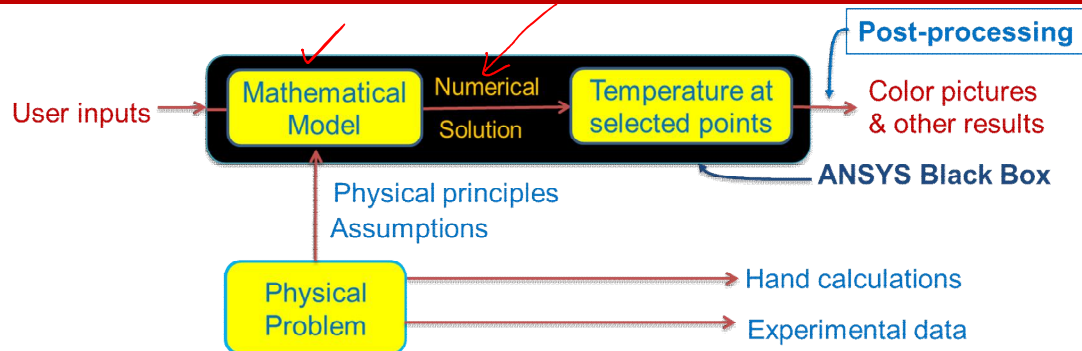 Post-processing
User inputs
Mathematical
Model
Numerical
Solution
Temperature at
selected points
Color pictures
& other results
ANSYS Black Box
Physical principles
Assumptions
Physical
Problem
Hand calculations
Experimental data